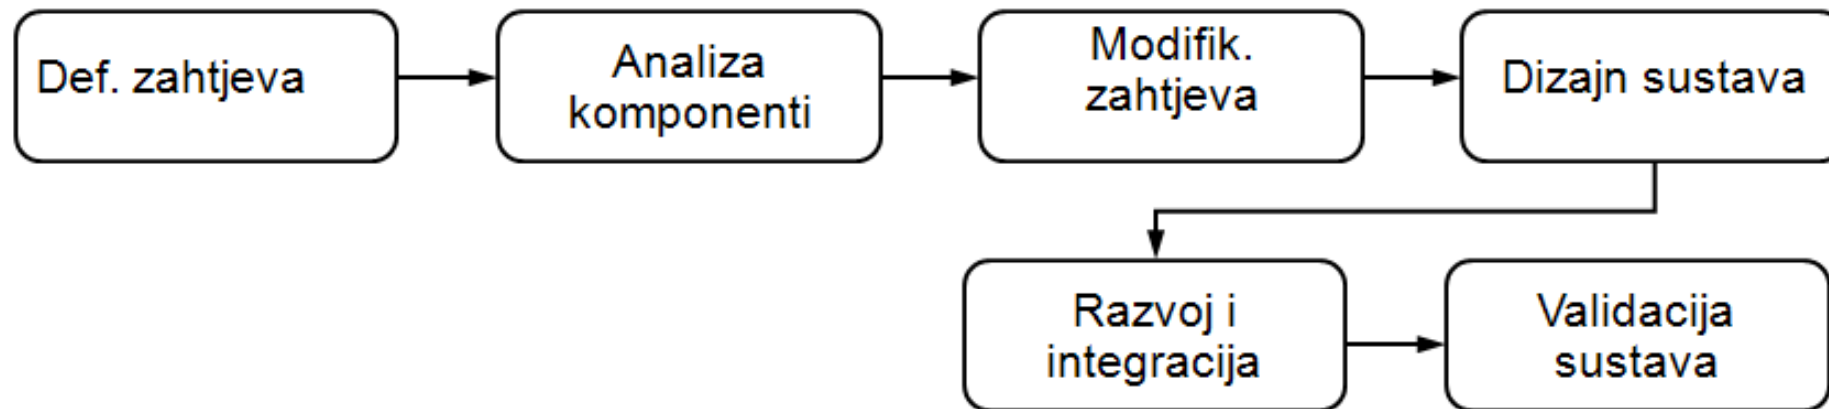 Def. zahtjeva
Analiza
komponenti
Modifik.
zahtjeva
Dizajn sustava
Razvoj i
integracija
Validacija
sustava